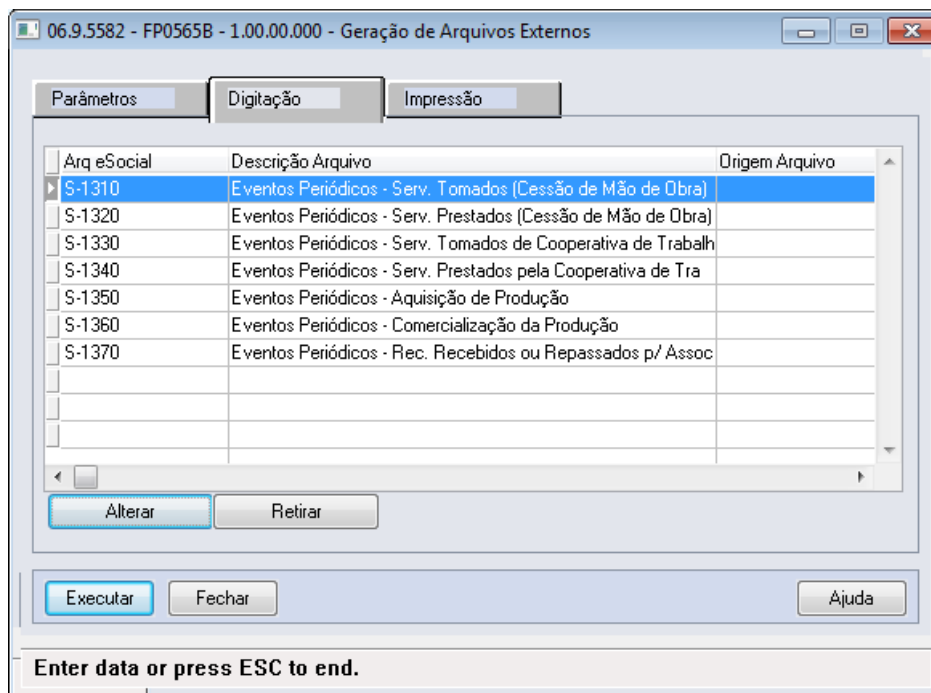 06.9.5582 - FP0565B - 1.00.00.000 - Geração de Arquivos Externos
Parâmetros Digitação Impressão
Arq eSocial Descrição Arquivo Origem Arquivo
S-1310 Eventos Periódicos - Serv. Tomados (Cessão de Mão de Obra)
S-1320 Eventos Periódicos - Serv. Prestados (Cessão de Mão de Obra)
S-1330 Eventos Periódicos - Serv. Tomados de Cooperativa de Trabalh
S-1340 Eventos Periódicos - Serv. Prestados pela Cooperativa de Tra
S-1350 Eventos Periódicos - Aquisição de Produção
S-1360 Eventos Periódicos - Comercialização da Produção
S-1370 Eventos Periódicos - Rec. Recebidos ou Repassados p/ Assoc
Alterar Retirar
Executar Fechar Ajuda
Enter data or press ESC to end.